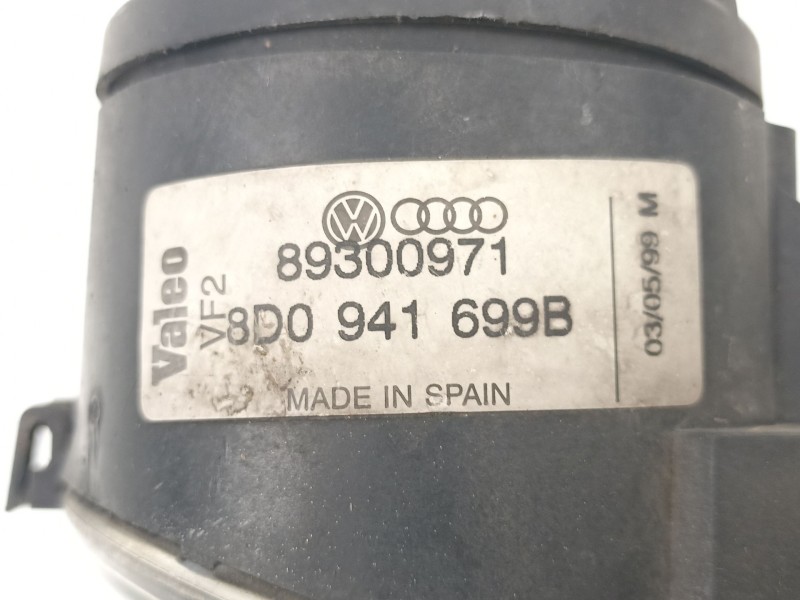 89300971
8D0 941 699B
MADE IN SPAIN
Valeo
VF2
03/05/99 M